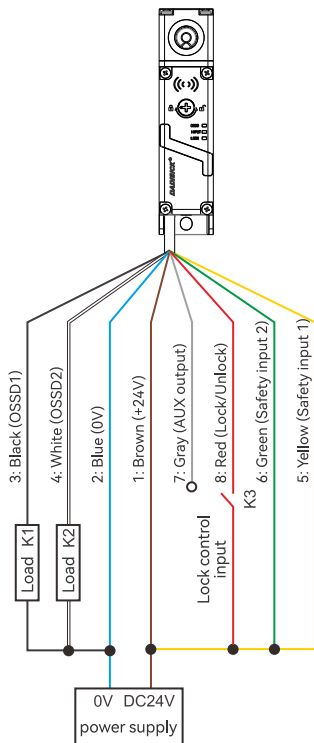 DADISICK®
3: Black (OSSD1)
4: White (OSSD2)
2: Blue (0V)
1: Brown (+24V)
7: Gray (AUX output)
8: Red (Lock/Unlock)
6: Green (Safety input 2)
5: Yellow (Safety input 1)
Load K1
Load K2
K3
Lock control
input
0V DC24V
power supply